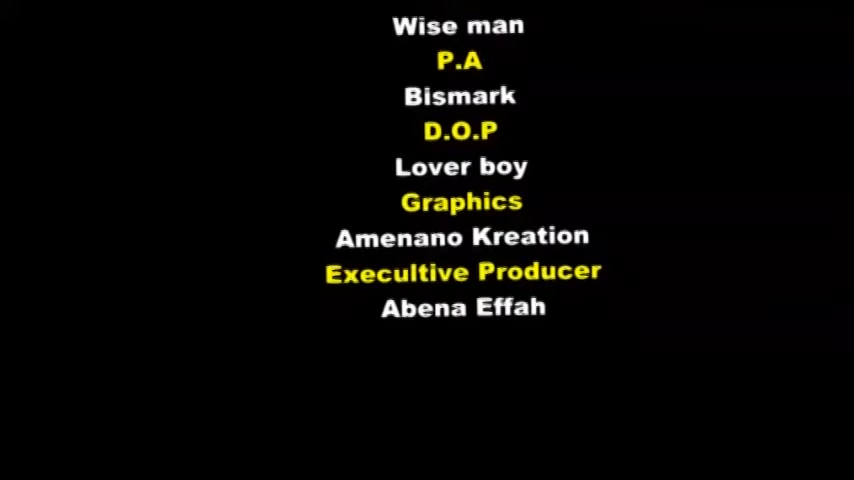 Wise man
P.A
Bismark
D.O.P
Lover boy
Graphics
Amenano Kreation
Execultive Producer
Abena Effah